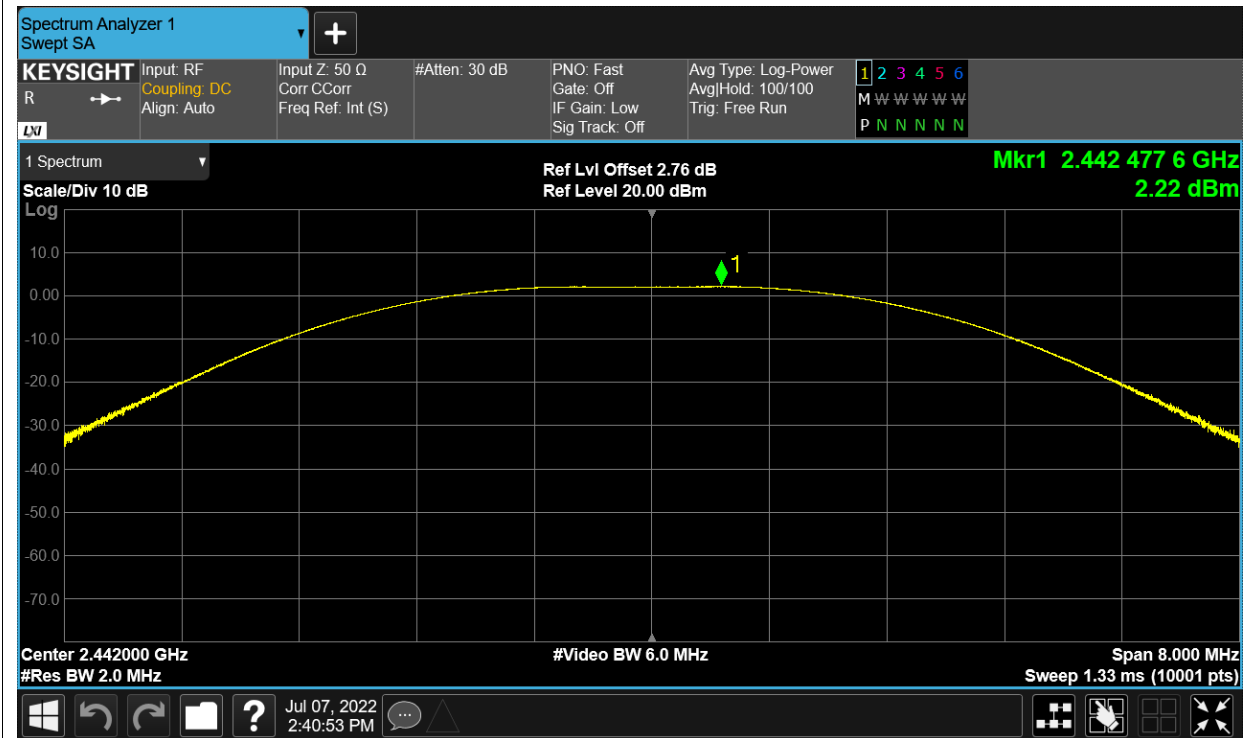 Spectrum Analyzer 1
Swept SA
KEYSIGHT
R
LXI
Input: RF
Coupling: DC
Align: Auto
Input Z: 50 Ω
Corr CCorr
Freq Ref: Int (S)
#Atten: 30 dB
PNO: Fast
Gate: Off
IF Gain: Low
Sig Track: Off
Avg Type: Log-Power
Avg|Hold: 100/100
Trig: Free Run
1 2 3 4 5 6
M W W W W W
P N N N N N
1 Spectrum
Scale/Div 10 dB
Ref Lvl Offset 2.76 dB
Ref Level 20.00 dBm
Mkr1 2.442 477 6 GHz
2.22 dBm
Log
10.0
0.00
-10.0
-20.0
-30.0
-40.0
-50.0
-60.0
-70.0
1
Center 2.442000 GHz
#Res BW 2.0 MHz
#Video BW 6.0 MHz
Span 8.000 MHz
Sweep 1.33 ms (10001 pts)
?
Jul 07, 2022
2:40:53 PM